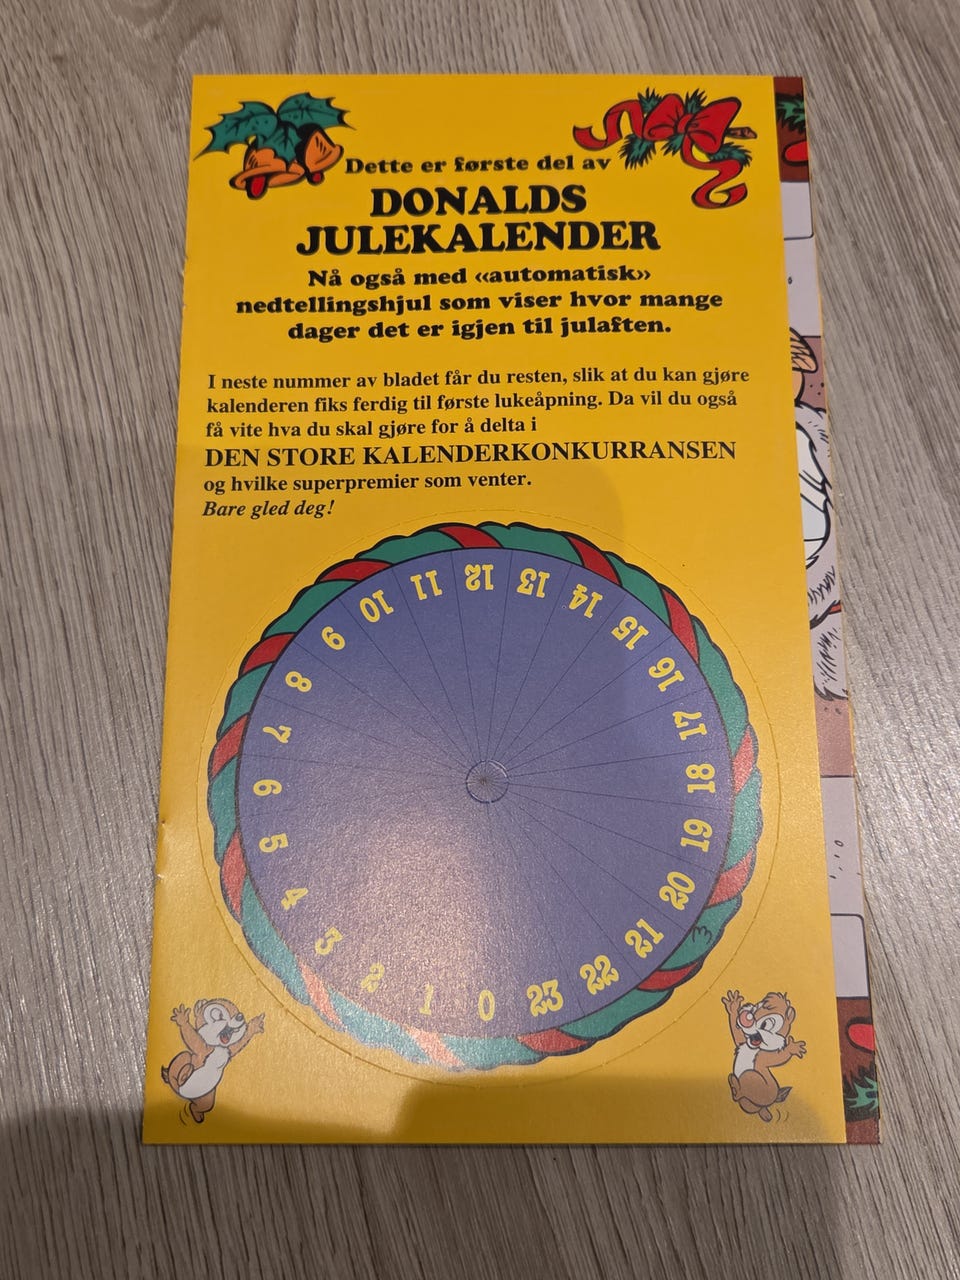 Dette er første del av
DONALDS
JULEKALENDER
Nå også med «automatisk»
nedtellingshjul som viser hvor mange
dager det er igjen til julaften.
I neste nummer av bladet får du resten, slik at du kan gjøre
kalenderen fiks ferdig til første lukeåpning. Da vil du også
få vite hva du skal gjøre for å delta i
DEN STORE KALENDERKONKURRANSEN
og hvilke superpremier som venter.
Bare gled deg!
0
1
2
3
4
5
6
7
8
9
10
11
12
13
14
15
16
17
18
19
20
21
22
23